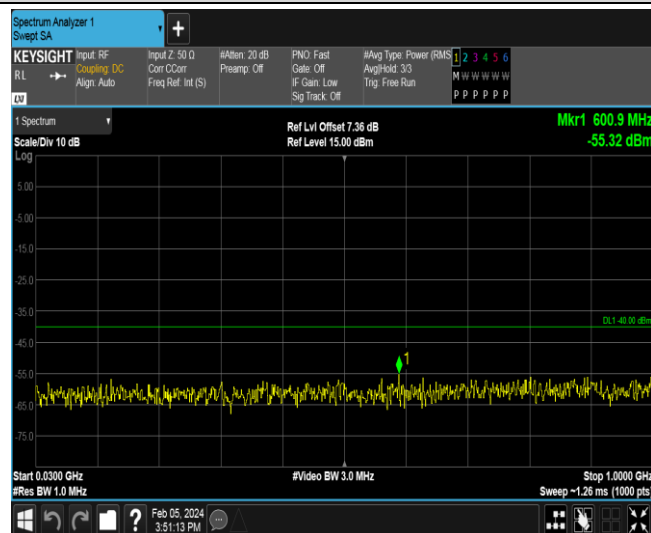 Spectrum Analyzer 1
Swept SA
+
KEYSIGHT Input: RF Input Z: 50 Ω #Atten: 20 dB PNO: Fast #Avg Type: Power (RMS 1 2 3 4 5 6
RL Coupling: DC Corr CCorr Preamp: Off Gate: Off Avg|Hold: 3/3 M W W W W W
Align: Auto Freq Ref: Int (S) IF Gain: Low Trig: Free Run
LXI Sig Track: Off P P P P P P
1 Spectrum Ref Lvl Offset 7.36 dB Mkr1 600.9 MHz
Scale/Div 10 dB Ref Level 15.00 dBm -55.32 dBm
Log
5.00
-5.00
-15.0
-25.0
-35.0
DL1 -40.00 dBm
-45.0
1
-55.0
-65.0
-75.0
Start 0.0300 GHz #Video BW 3.0 MHz Stop 1.0000 GHz
#Res BW 1.0 MHz Sweep ~1.26 ms (1000 pts)
? Feb 05, 2024
3:51:13 PM